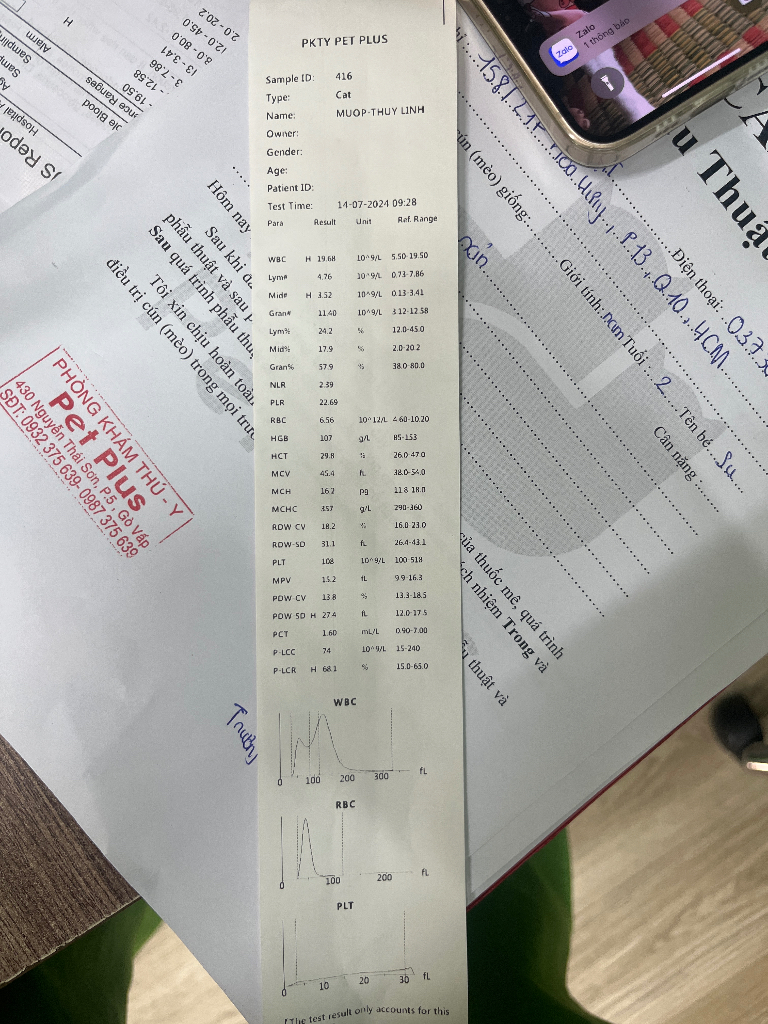 PKTY PET PLUS
Sample ID: 416
Type: Cat
Name: MUOP-THUY LINH
Owner:
Gender:
Age:
Patient ID:
Test Time: 14-07-2024 09:28
Para Result Unit Ref. Range
WBC H 19.68 10^9/L 5.50-19.50
Lym# 4.76 10^9/L 0.73-7.86
Mid# H 3.52 10^9/L 0.13-3.41
Gran# 11.40 10^9/L 3.12-12.58
Lym% 24.2 % 12.0-45.0
Mid% 17.9 % 2.0-20.2
Gran% 57.9 % 38.0-80.0
NLR 2.39
PLR 22.69
RBC 6.56 10^12/L 4.60-10.20
HGB 107 g/L 85-153
HCT 29.8 % 26.0-47.0
MCV 45.4 fL 38.0-54.0
MCH 16.2 pg 11.8-18.0
MCHC 357 g/L 290-360
RDW-CV 18.2 % 16.0-23.0
RDW-SD 31.1 fL 26.4-43.1
PLT 108 10^9/L 100-518
MPV 15.2 fL 9.9-16.3
PDW-CV 13.8 % 13.3-18.5
PDW-SD H 27.4 fL 12.0-17.5
PCT 1.60 mL/L 0.90-7.00
P-LCC 74 10^9/L 15-240
P-LCR H 68.1 % 15.0-65.0
WBC
0 100 200 300 fL
RBC
0 100 200 fL
PLT
0 10 20 30 fL
The test result only accounts for this
PHÒNG KHÁM THÚ - Y
Pet Plus
430 Nguyễn Thái Sơn, P.5, Gò Vấp
SĐT: 0932 375 639- 0987 375 639
Hôm nay
Sau khi
phẫu thuật và sau
Sau quá trình phẫu
Tôi xin chịu hoàn toàn
điều trị cún (mèo) trong mọi
Trường
Zalo
Zalo
1 thông báo
Thuật
Điện thoại:
P13, Q10, HCM
cún (mèo) giống:
Giới tính: nam Tuổi: 2 Tên bé Su
Cân nặng
của thuốc mê, quá trình
nhiệm Trong và
thuật và
US Repor
Hospital
nce Ranges
Alarm
H
19.50
12.58
3 - 7.86
13 - 3.41
8.0 - 80.0
12.0 - 45.0
2.0 - 20.2